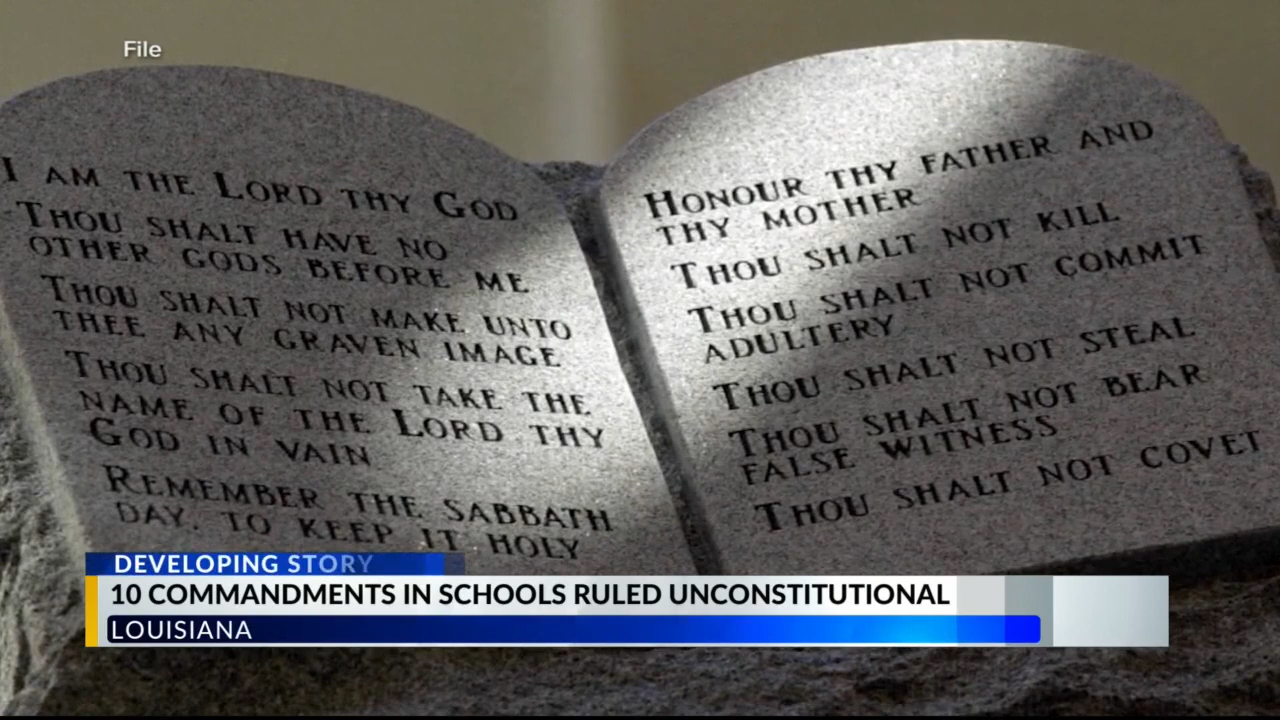 File
I AM THE LORD THY GOD
THOU SHALT HAVE NO
OTHER GODS BEFORE ME
THOU SHALT NOT MAKE UNTO
THEE ANY GRAVEN IMAGE
THOU SHALT NOT TAKE THE
NAME OF THE LORD THY
GOD IN VAIN
REMEMBER THE SABBATH
DAY, TO KEEP IT HOLY
HONOUR THY FATHER AND
THY MOTHER
THOU SHALT NOT KILL
THOU SHALT NOT COMMIT
ADULTERY
THOU SHALT NOT STEAL
THOU SHALT NOT BEAR
FALSE WITNESS
THOU SHALT NOT COVET
DEVELOPING STORY
10 COMMANDMENTS IN SCHOOLS RULED UNCONSTITUTIONAL
LOUISIANA